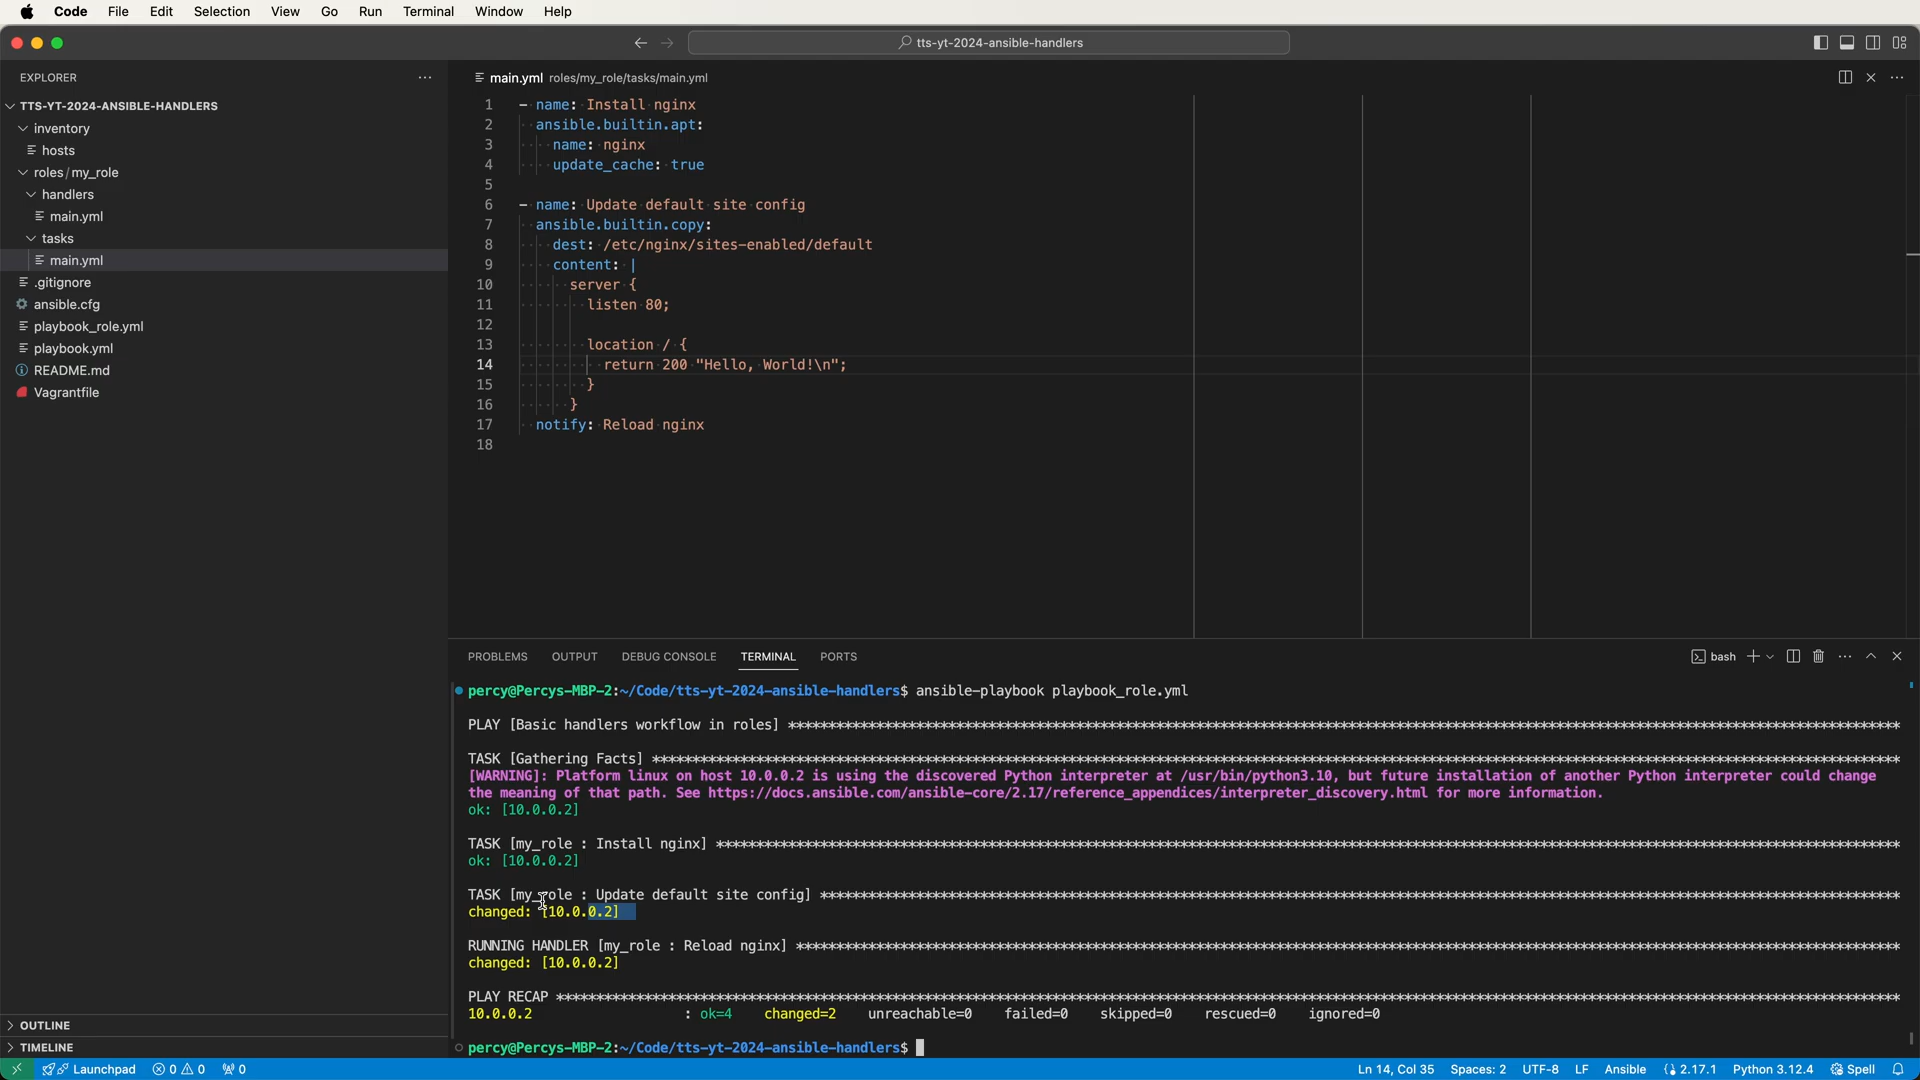 Code File Edit Selection View Go Run Terminal Window Help
tts-yt-2024-ansible-handlers
EXPLORER
TTS-YT-2024-ANSIBLE-HANDLERS
inventory
hosts
roles/my_role
handlers
main.yml
tasks
main.yml
.gitignore
ansible.cfg
playbook_role.yml
playbook.yml
README.md
Vagrantfile
OUTLINE
TIMELINE
main.yml roles/my_role/tasks/main.yml
1 - name: Install nginx
2 ansible.builtin.apt:
3 name: nginx
4 update_cache: true
5
6 - name: Update default site config
7 ansible.builtin.copy:
8 dest: /etc/nginx/sites-enabled/default
9 content: |
10 server {
11 listen 80;
12
13 location / {
14 return 200 "Hello, World!\n";
15 }
16 }
17 notify: Reload nginx
18
PROBLEMS OUTPUT DEBUG CONSOLE TERMINAL PORTS
bash
percy@Percys-MBP-2:~/Code/tts-yt-2024-ansible-handlers$ ansible-playbook playbook_role.yml
PLAY [Basic handlers workflow in roles] ****************************************************************************************
TASK [Gathering Facts] ****************************************************************************************
[WARNING]: Platform linux on host 10.0.0.2 is using the discovered Python interpreter at /usr/bin/python3.10, but future installation of another Python interpreter could change
the meaning of that path. See https://docs.ansible.com/ansible-core/2.17/reference_appendices/interpreter_discovery.html for more information.
ok: [10.0.0.2]
TASK [my_role : Install nginx] ****************************************************************************************
ok: [10.0.0.2]
TASK [my_role : Update default site config] ****************************************************************************************
changed: [10.0.0.2]
RUNNING HANDLER [my_role : Reload nginx] ****************************************************************************************
changed: [10.0.0.2]
PLAY RECAP ****************************************************************************************
10.0.0.2 : ok=4 changed=2 unreachable=0 failed=0 skipped=0 rescued=0 ignored=0
percy@Percys-MBP-2:~/Code/tts-yt-2024-ansible-handlers$
Launchpad 0 0 0 Ln 14, Col 35 Spaces: 2 UTF-8 LF Ansible 2.17.1 Python 3.12.4 Spell